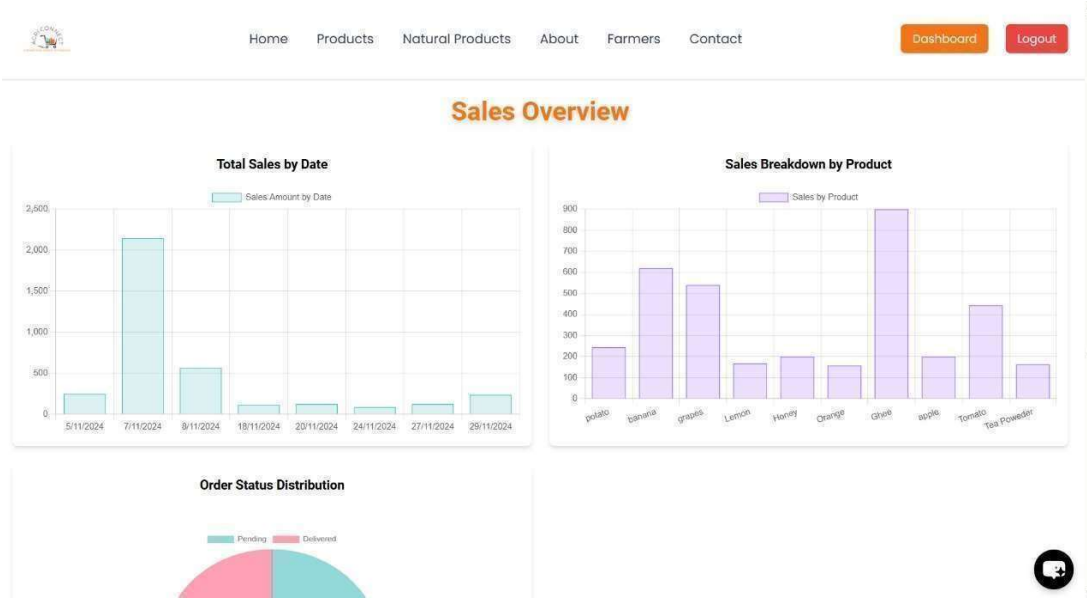 AGRICONNECT
Home Products Natural Products About Farmers Contact
Dashboard Logout
Sales Overview
Total Sales by Date
Sales Amount by Date
2,500
2,000
1,500
1,000
500
0
5/11/2024 7/11/2024 8/11/2024 18/11/2024 20/11/2024 24/11/2024 27/11/2024 29/11/2024
Sales Breakdown by Product
Sales by Product
900
800
700
600
500
400
300
200
100
0
potato banana grapes Lemon Honey Orange Ghee apple Tomato Tea Poweder
Order Status Distribution
Pending Delivered